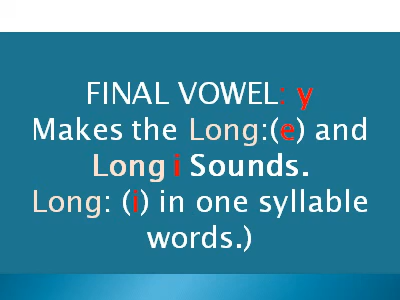 FINAL VOWEL: y
Makes the Long:(e) and
Long i Sounds.
Long: (i) in one syllable
words.)